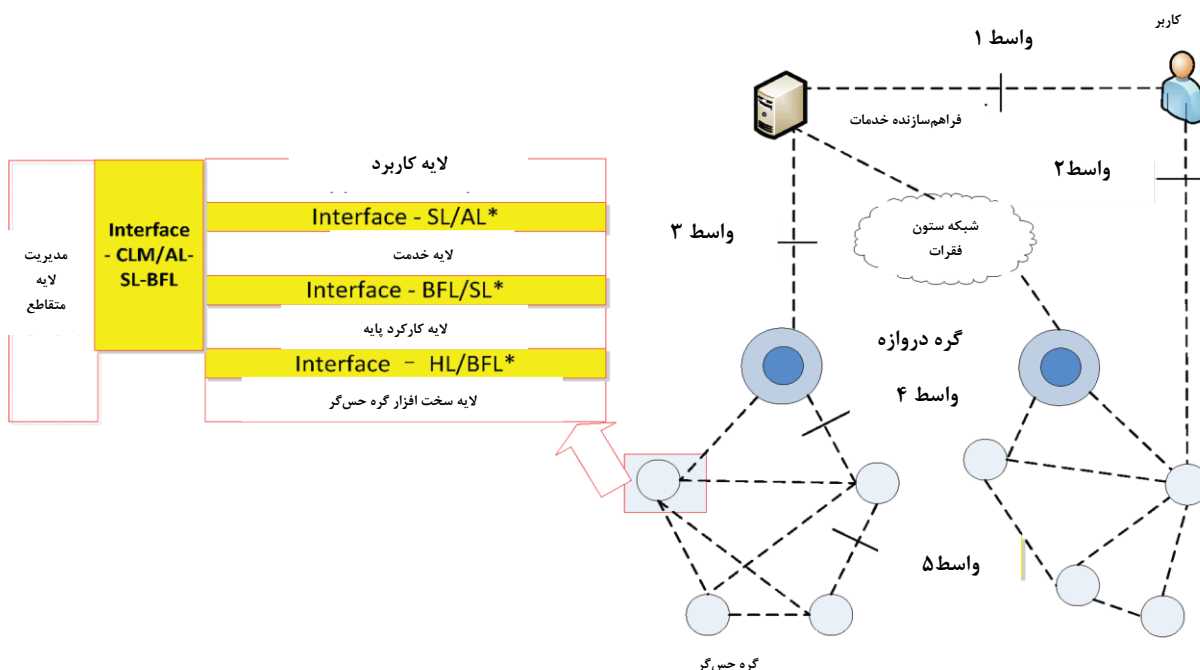 کاربر
واسط ۱
فراهم‌سازنده خدمات
واسط۲
لایه کاربرد
Interface - SL/AL*
لایه خدمت
Interface - BFL/SL*
لایه کارکرد پایه
Interface - HL/BFL*
لایه سخت افزار گره حس‌گر
Interface
- CLM/AL-
SL-BFL
مدیریت
لایه
متقاطع
واسط ۳
شبکه ستون
فقرات
گره دروازه
واسط ۴
واسط۵
گره حس‌گر